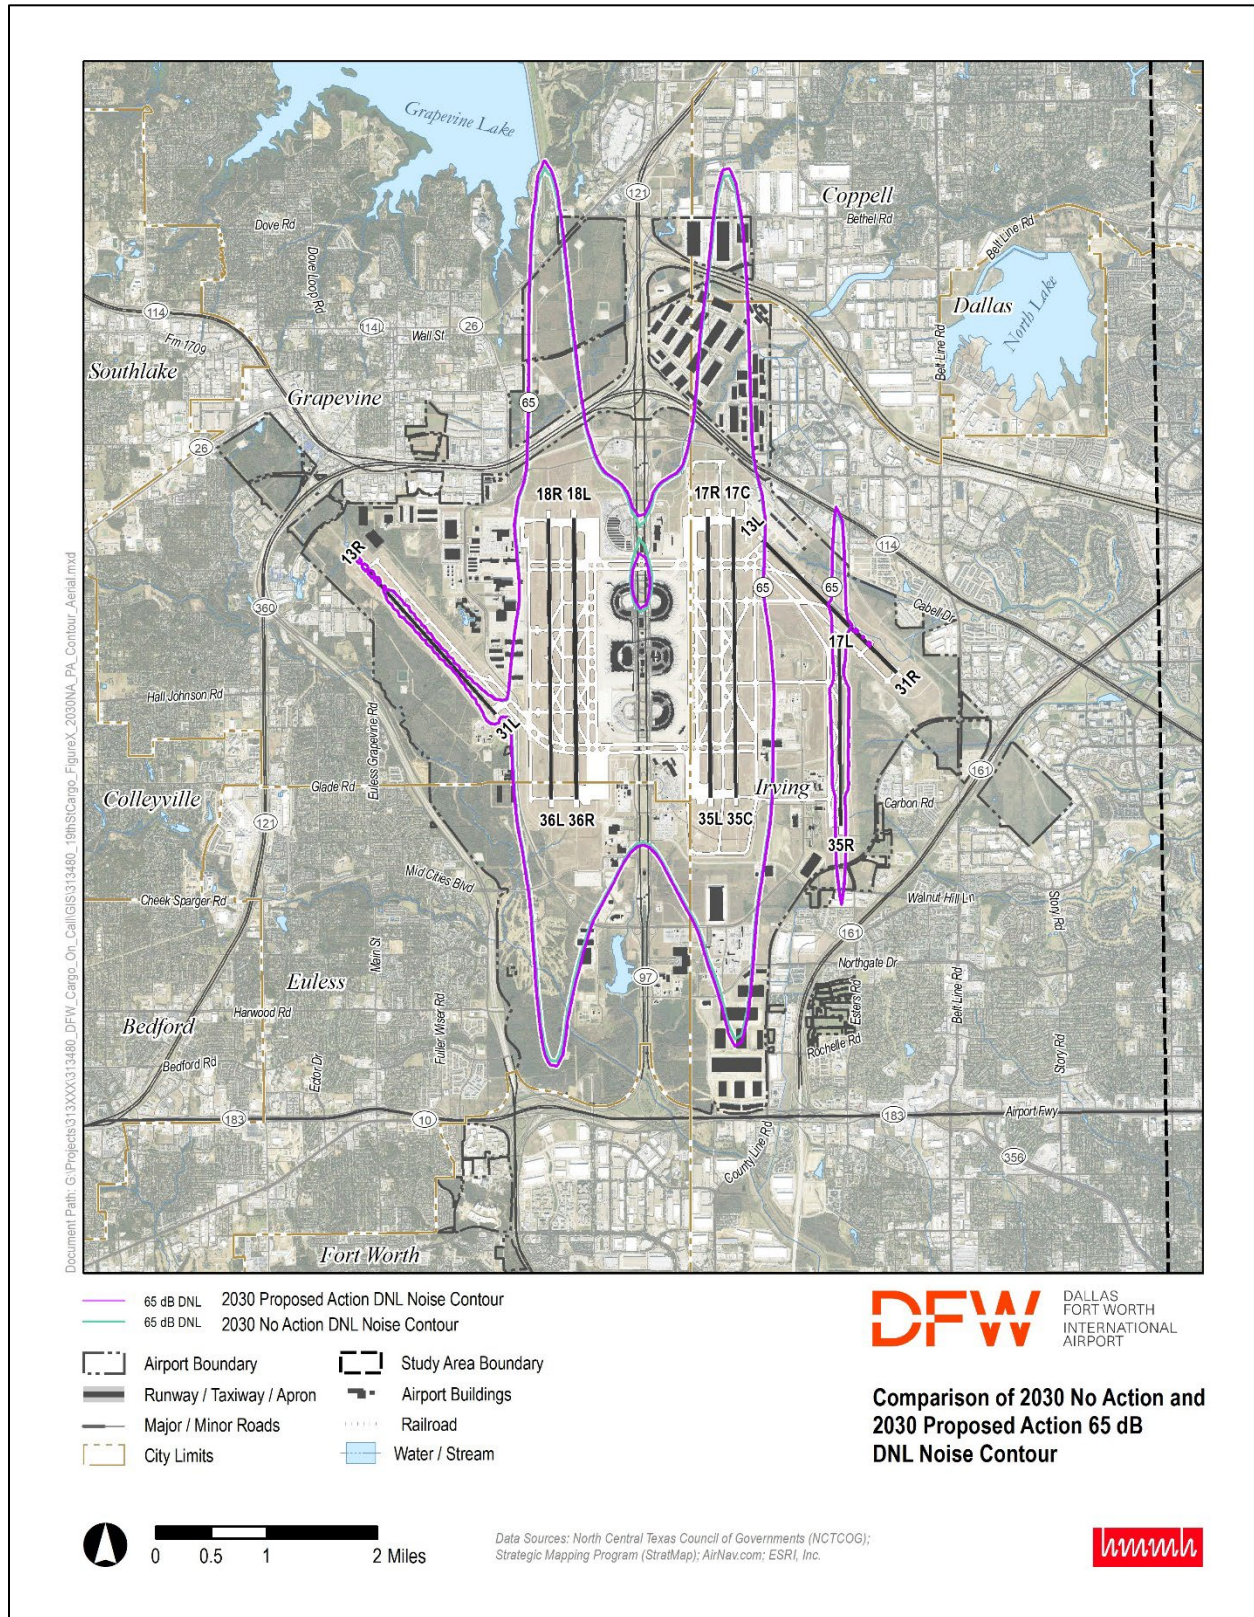 Grapevine Lake
121
Coppell
Bethel Rd
Belt Line Rd
Dove Rd
Dove Loop Rd
Dallas
North Lake
114
Fm 1709
114L
Wall St
26
Belt Line Rd
Southlake
Grapevine
65
26
18R 18L
17R 17C
13L
114
13R
360
65
65
Cabell Dr
17L
31R
Hall Johnson Rd
Euless Grapevine Rd
31L
161
Glade Rd
Irving
Colleyville
121
36L 36R
35L 35C
Carbon Rd
35R
Mid Cities Blvd
Cheek Sparger Rd
Walnut Hill Ln
Story Rd
161
Main St
Northgate Dr
97
Euless
Esters Rd
Belt Line Rd
Harwood Rd
Bedford
Fuller Wiser Rd
Rochelle Rd
Story Rd
Bedford Rd
Ector Dr
183
10
183
Airport Fwy
County Line Rd
356
Fort Worth
Document Path: G:\Projects\313XXX\313480_DFW_Cargo_On_Call\GIS\313480_19thStCargo_FigureX_2030NA_PA_Contour_Aerial.mxd
65 dB DNL 2030 Proposed Action DNL Noise Contour
65 dB DNL 2030 No Action DNL Noise Contour
Airport Boundary
Study Area Boundary
Runway / Taxiway / Apron
Airport Buildings
Major / Minor Roads
Railroad
City Limits
Water / Stream
DFW
DALLAS
FORT WORTH
INTERNATIONAL
AIRPORT
Comparison of 2030 No Action and
2030 Proposed Action 65 dB
DNL Noise Contour
0 0.5 1 2 Miles
Data Sources: North Central Texas Council of Governments (NCTCOG);
Strategic Mapping Program (StratMap); AirNav.com; ESRI, Inc.
hmmh